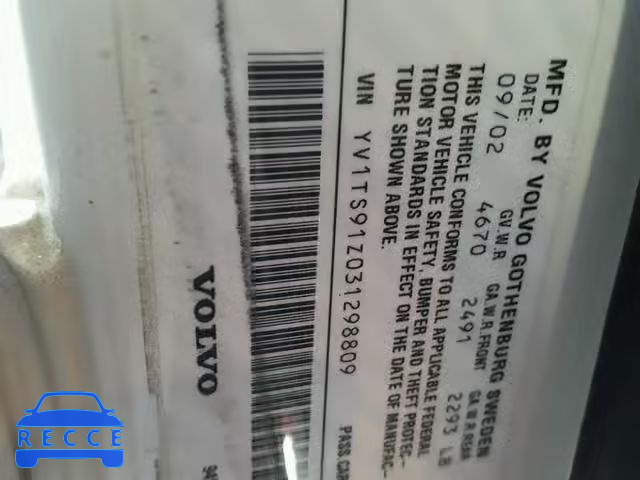 MFD. BY VOLVO GOTHENBURG SWEDEN
DATE: GV.W.R GA.W.R.FRONT GA.W.R.REAR
09/02 4670 2491 2293 LB
THIS VEHICLE CONFORMS TO ALL APPLICABLE FEDERAL
MOTOR VEHICLE SAFETY, BUMPER AND THEFT PROTEC-
TION STANDARDS IN EFFECT ON THE DATE OF MANUFAC-
TURE SHOWN ABOVE.
VIN YV1TS91Z031298809 PASS.CAR
VOLVO
RECCE